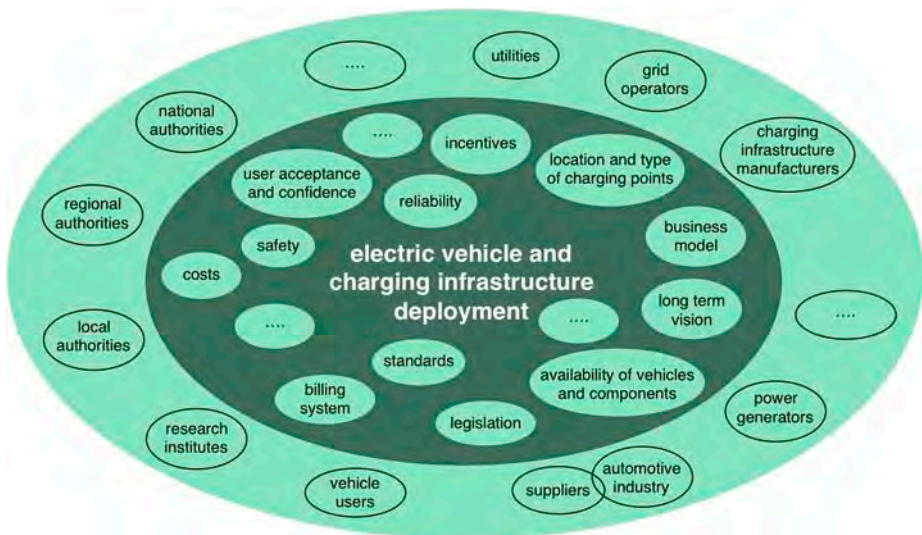 ....
utilities
grid
operators
national
authorities
....
incentives
charging
infrastructure
manufacturers
location and type
of charging points
user acceptance
and confidence
reliability
regional
authorities
business
model
safety
electric vehicle and
charging infrastructure
deployment
costs
long term
vision
....
....
....
local
authorities
standards
availability of vehicles
and components
billing
system
power
generators
legislation
research
institutes
vehicle
users
suppliers
automotive
industry